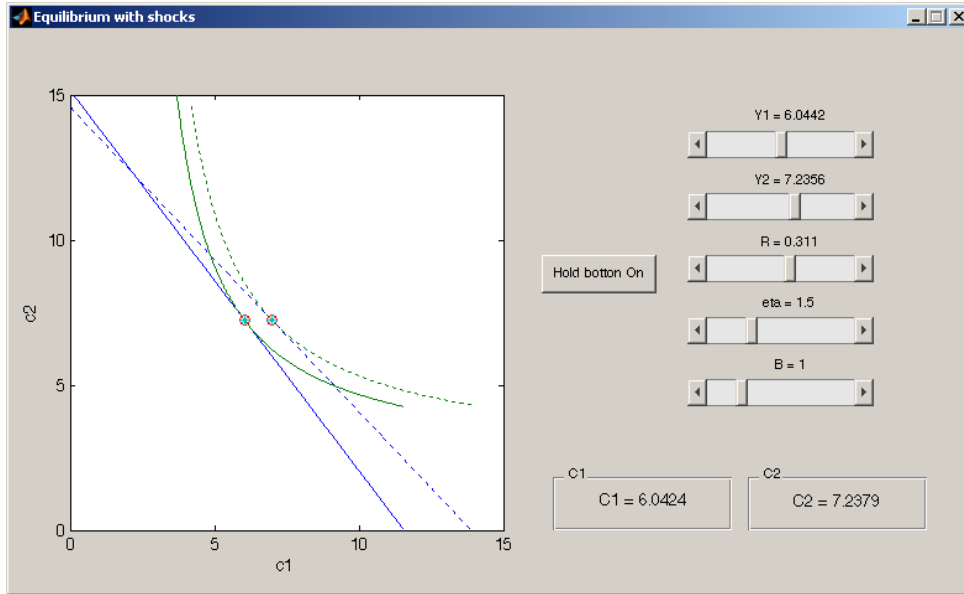 Equilibrium with shocks
15
10
5
0
0
5
10
15
c2
c1
Hold botton On
Y1 = 6.0442
Y2 = 7.2356
R = 0.311
eta = 1.5
B = 1
C1
C1 = 6.0424
C2
C2 = 7.2379